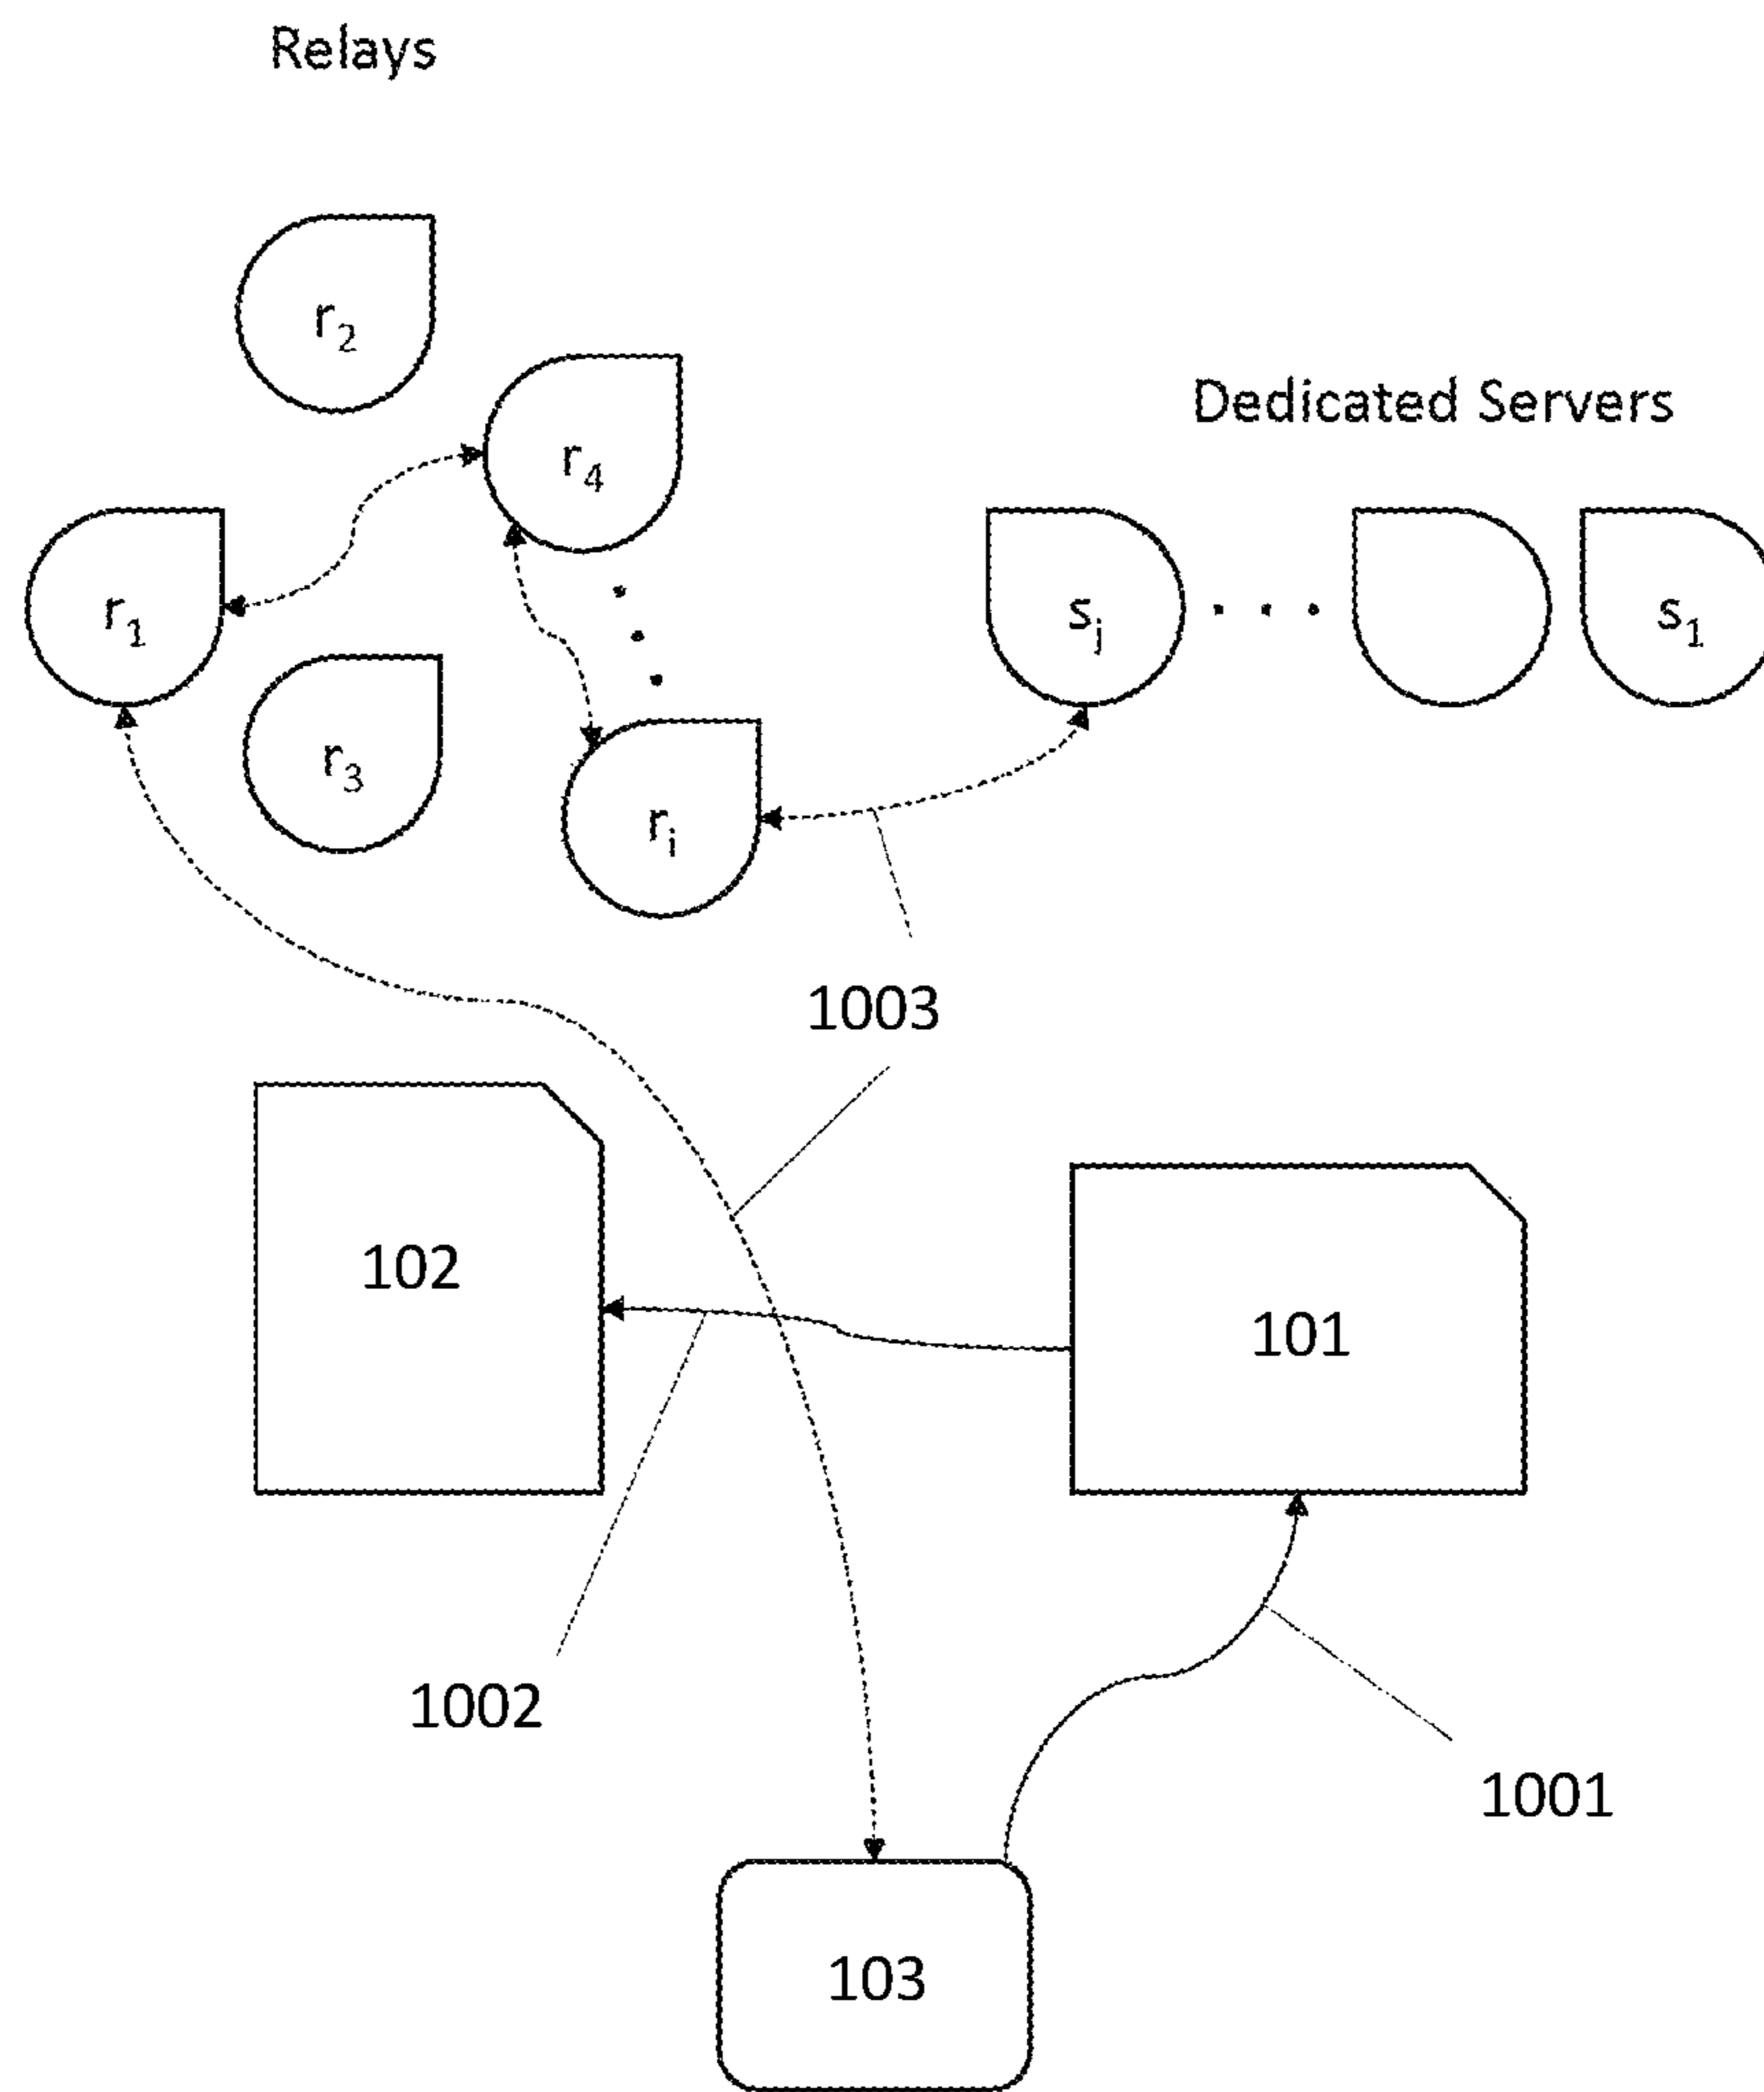 Relays
r2
r4
Dedicated Servers
r1
sj
s1
r3
ri
1003
102
101
1002
1001
103